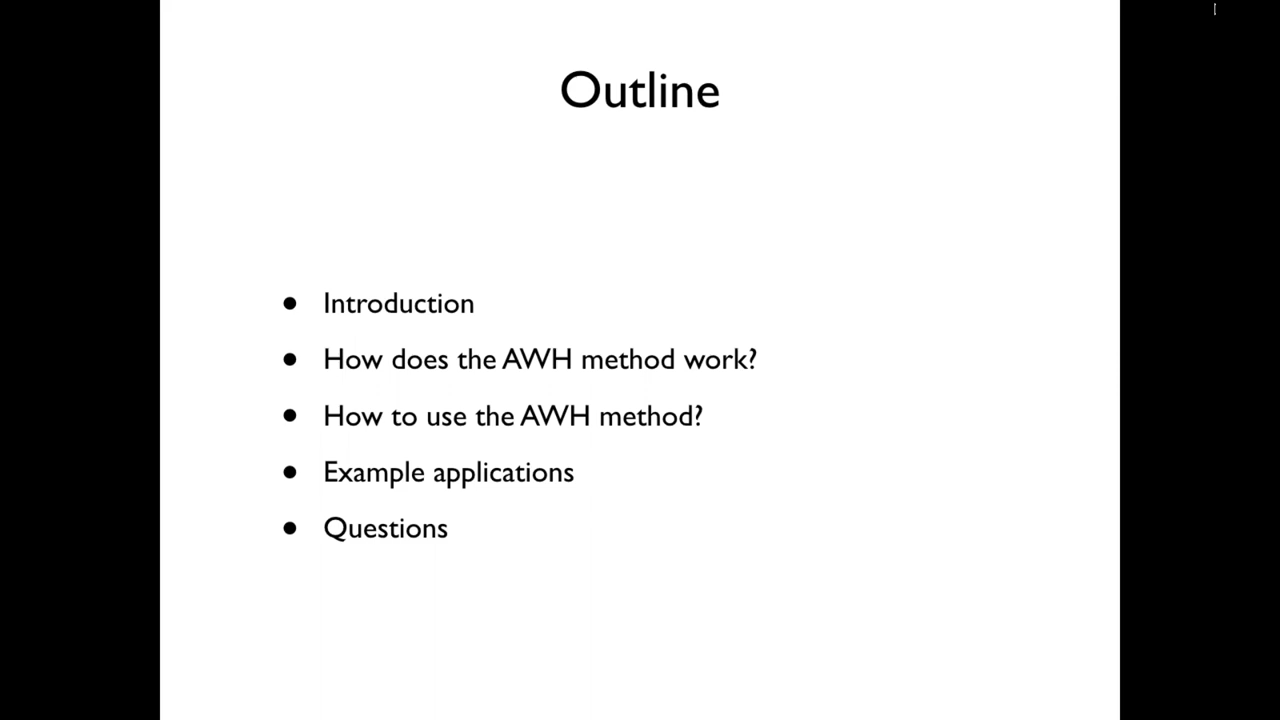 Outline
• Introduction
• How does the AWH method work?
• How to use the AWH method?
• Example applications
• Questions